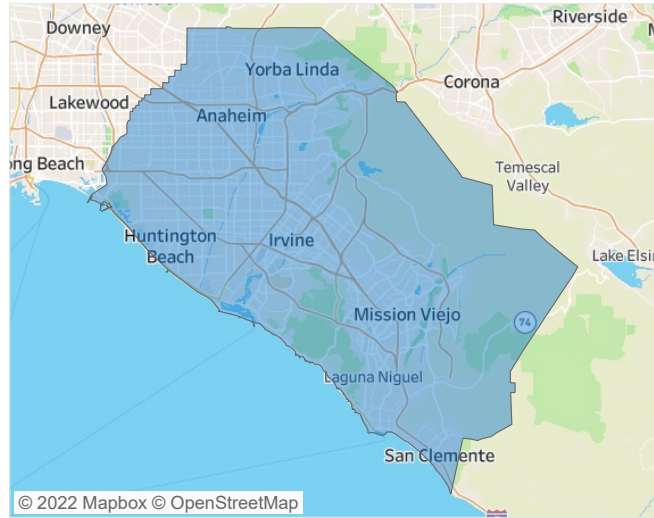 Riverside
Downey
Yorba Linda
Corona
Lakewood
Anaheim
ong Beach
Temescal
Valley
Huntington
Beach
Irvine
Lake Elsin
Mission Viejo
74
Laguna Niguel
San Clemente
© 2022 Mapbox © OpenStreetMap